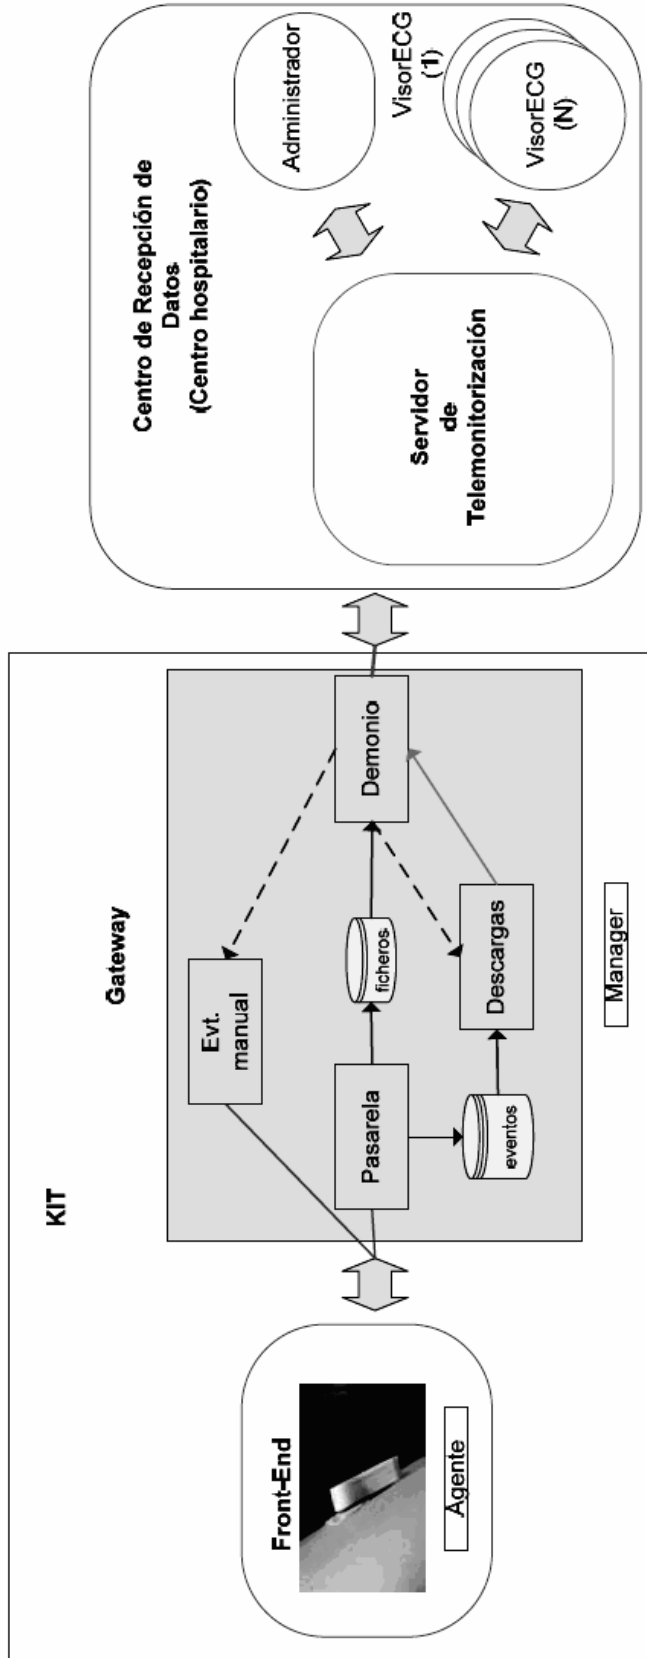 KIT
Gateway
Front-End
Agente
Evt.
manual
Pasarela
ficheros
eventos
Demonio
Descargas
Manager
Centro de Recepción de
Datos
(Centro hospitalario)
Servidor
de
Telemonitorización
Administrador
VisorECG
(1)
VisorECG
(N)